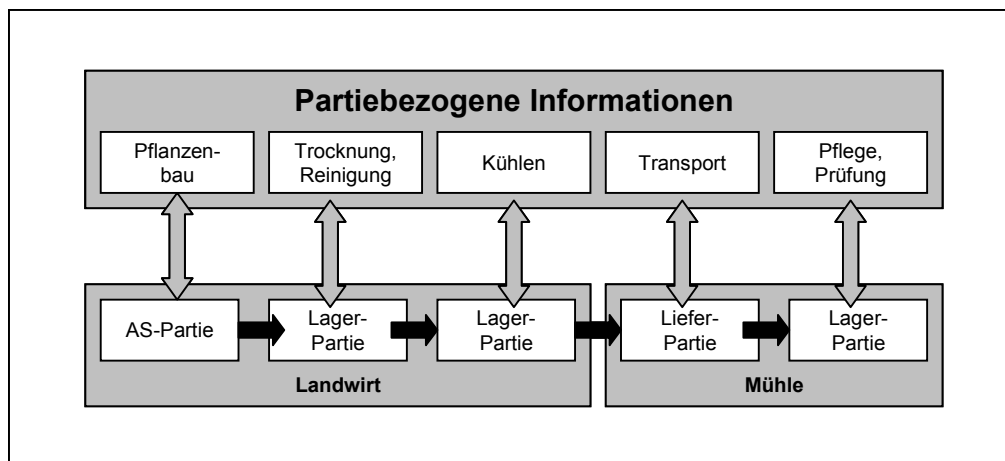 Partiebezogene Informationen
Pflanzen-
bau
Trocknung,
Reinigung
Kühlen
Transport
Pflege,
Prüfung
AS-Partie
Lager-
Partie
Lager-
Partie
Liefer-
Partie
Lager-
Partie
Landwirt
Mühle